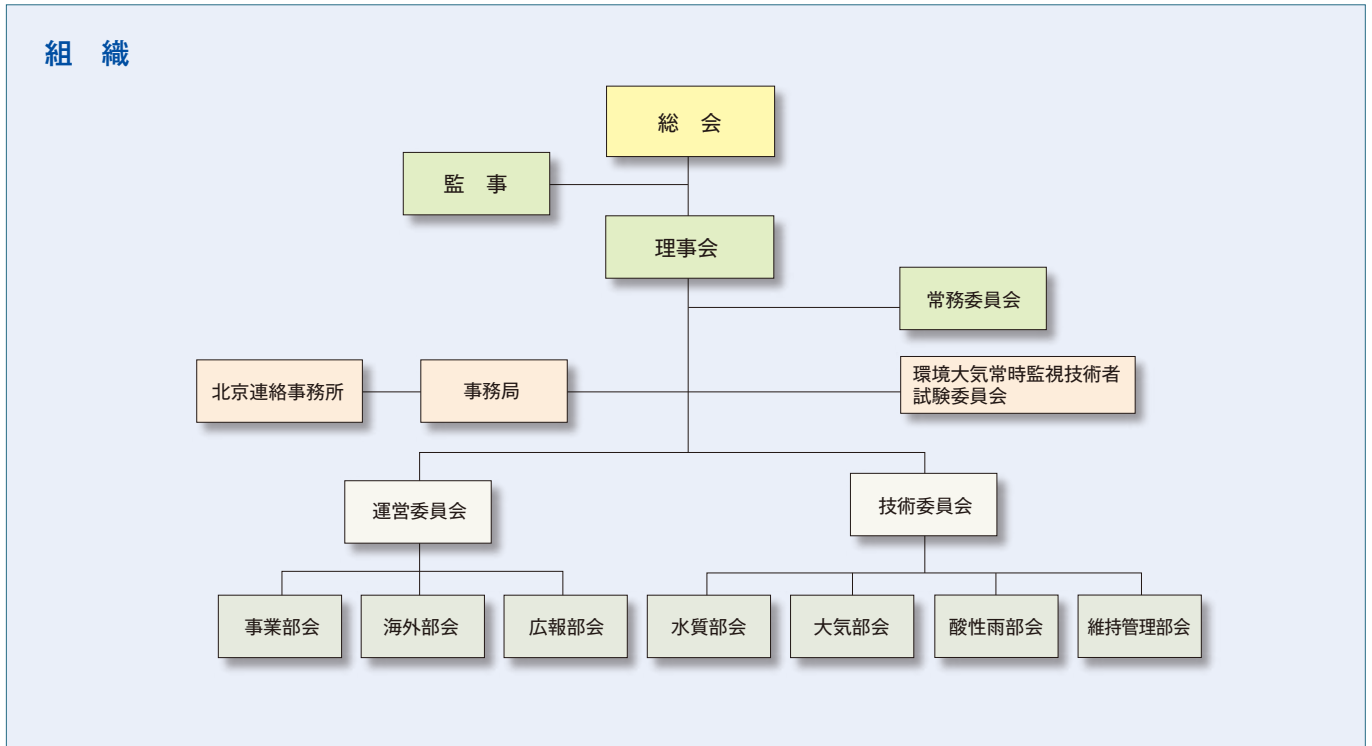 組　織
総　会
監　事
理事会
常務委員会
北京連絡事務所
事務局
環境大気常時監視技術者
試験委員会
運営委員会
技術委員会
事業部会
海外部会
広報部会
水質部会
大気部会
酸性雨部会
維持管理部会